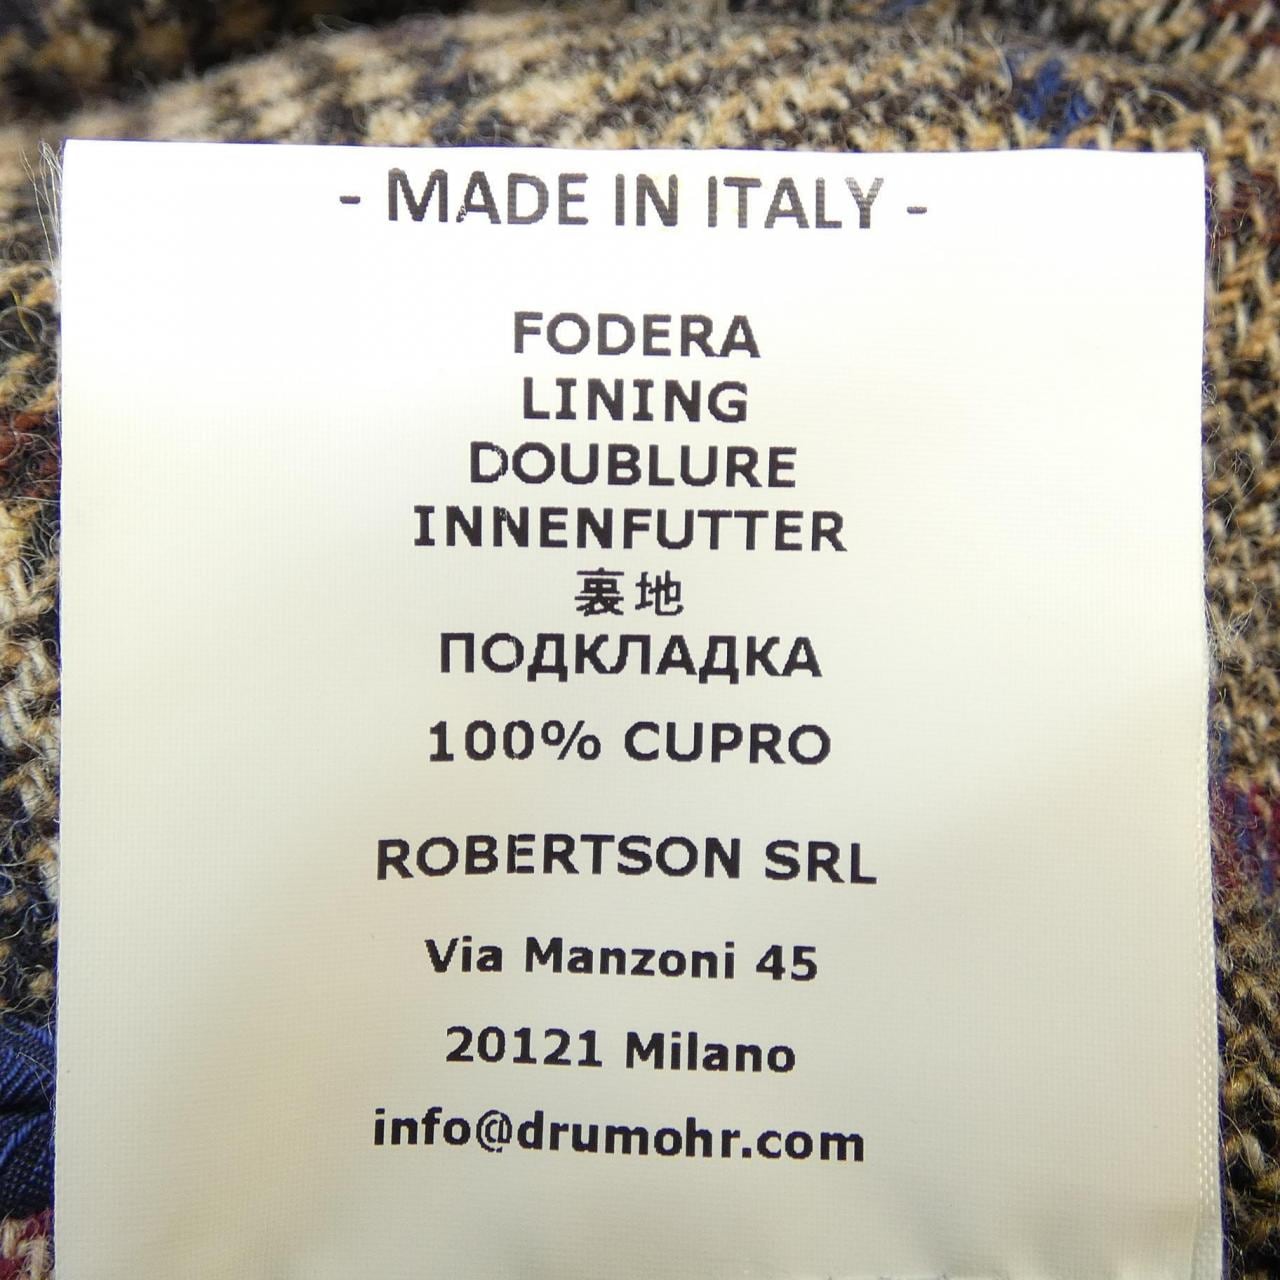 - MADE IN ITALY -
FODERA
LINING
DOUBLURE
INNENFUTTER
裏地
ПОДКЛАДКА
100% CUPRO
ROBERTSON SRL
Via Manzoni 45
20121 Milano
info@drumohr.com